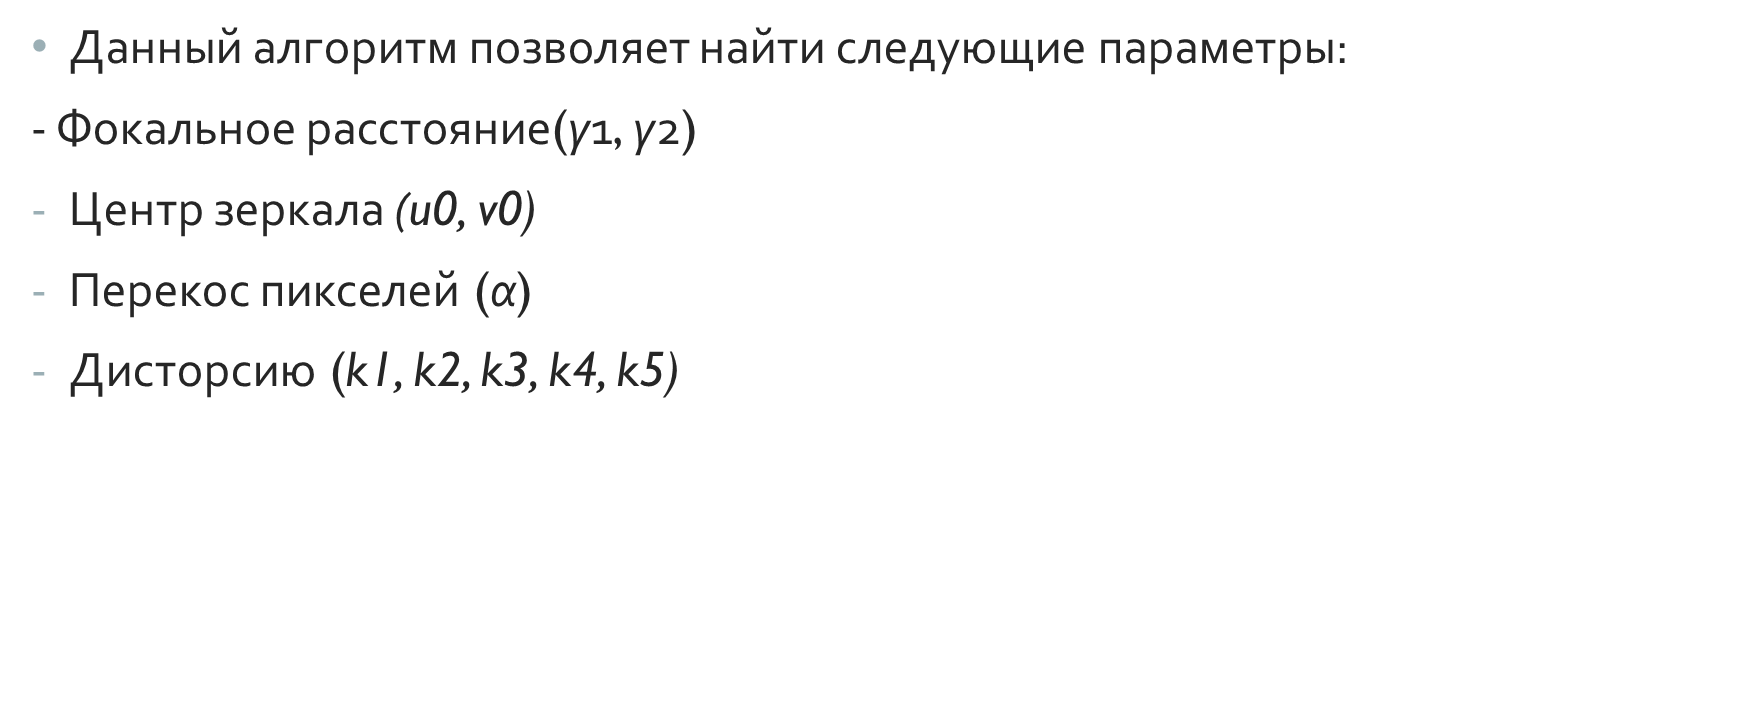 • Данный алгоритм позволяет найти следующие параметры:
- Фокальное расстояние(γ1, γ2)
- Центр зеркала (u0, v0)
- Перекос пикселей (α)
- Дисторсию (k1, k2, k3, k4, k5)